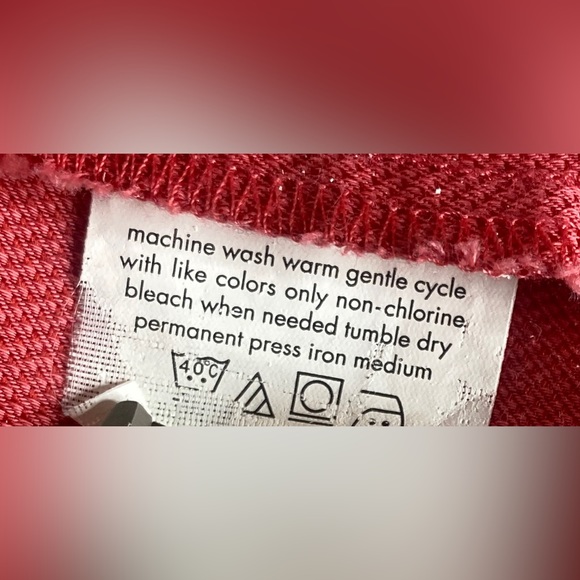 machine wash warm gentle cycle
with like colors only non-chlorine
bleach when needed tumble dry
permanent press iron medium
40C